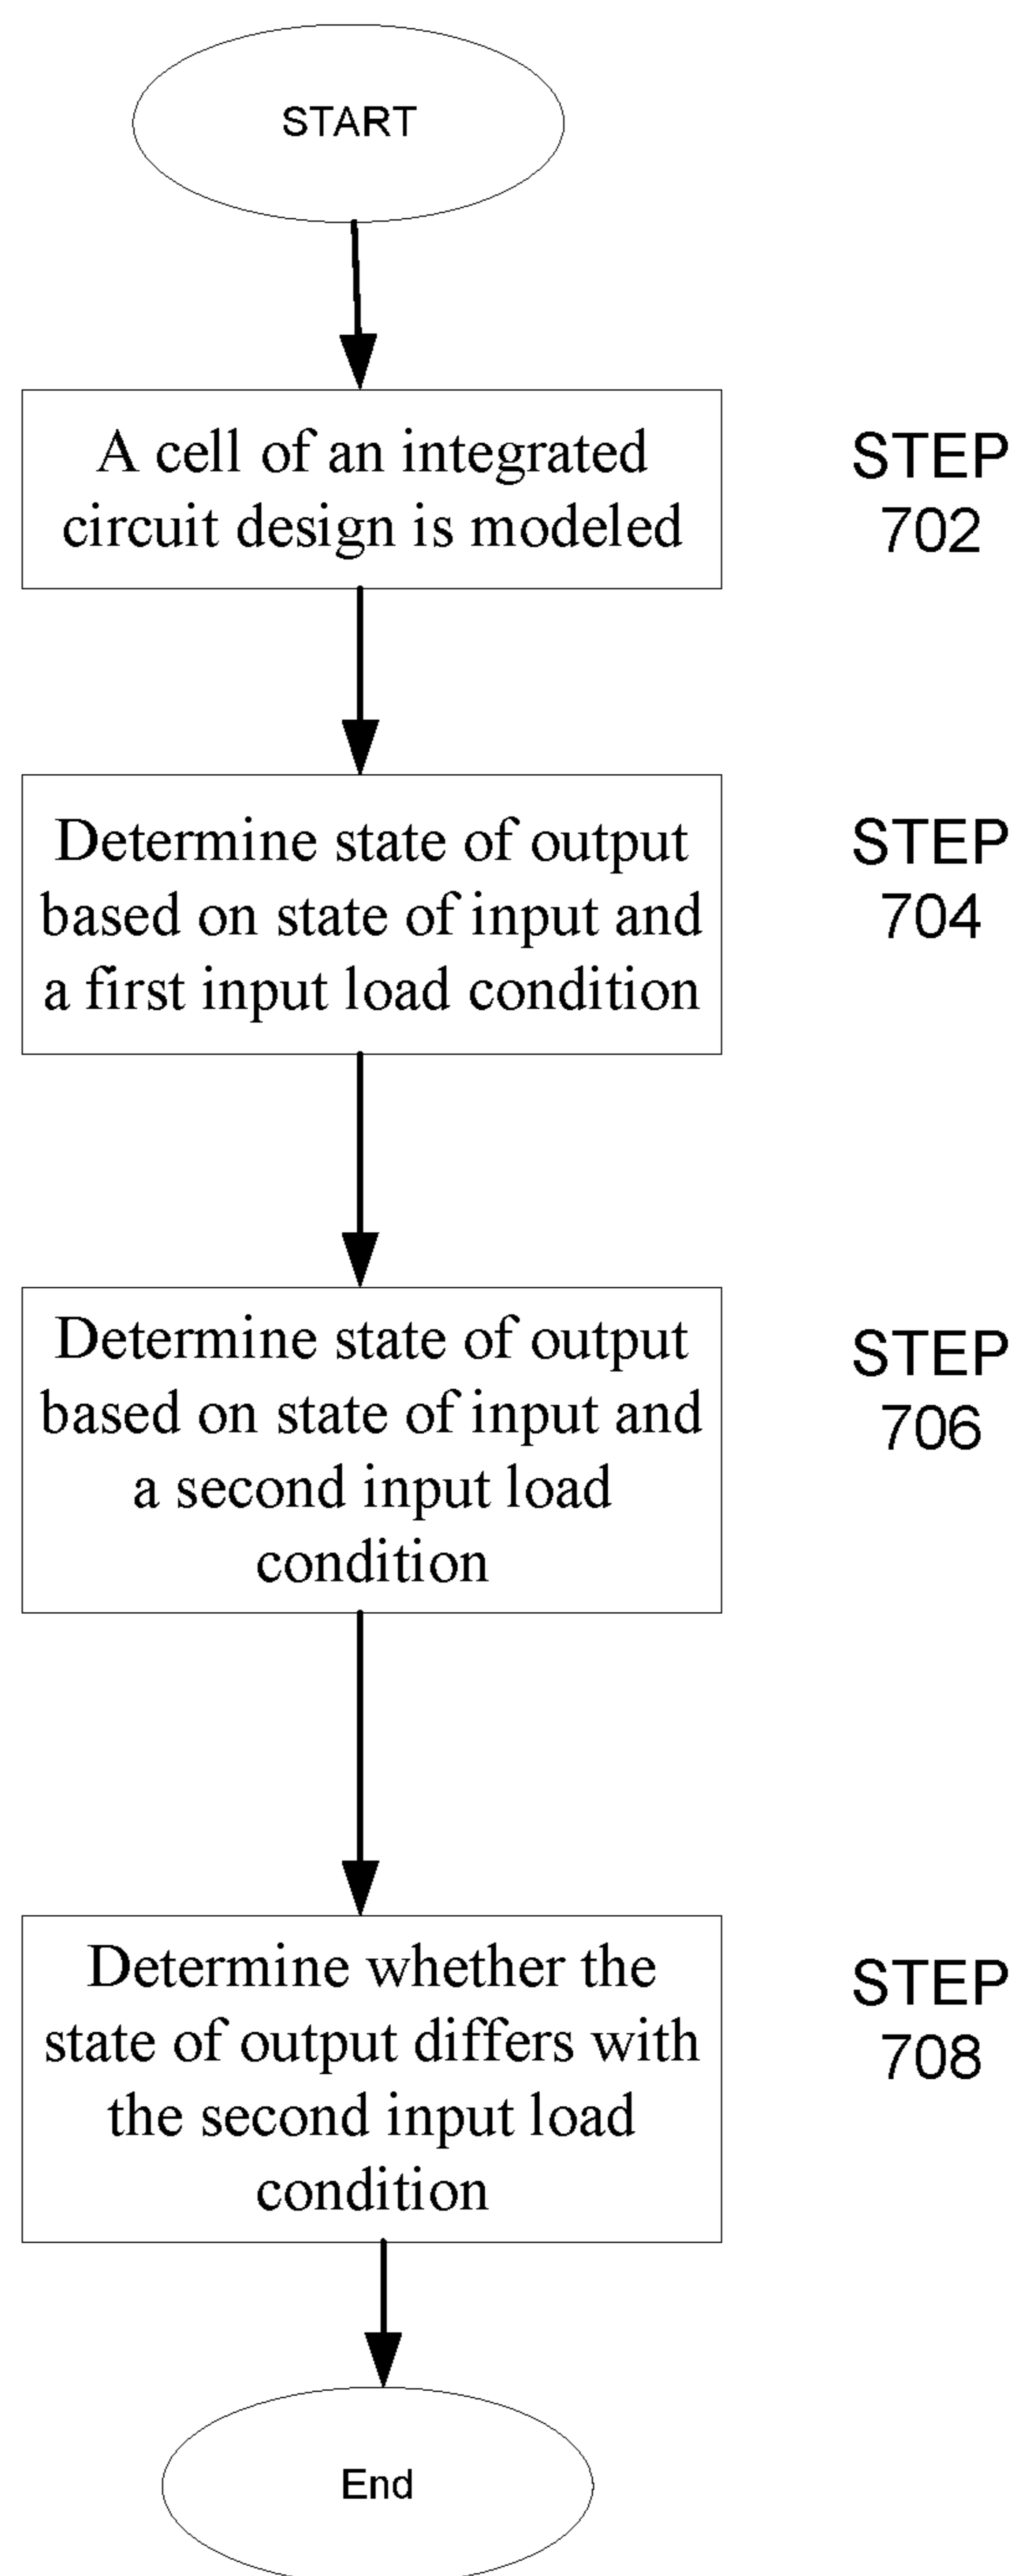 START
A cell of an integrated
circuit design is modeled
STEP
702
Determine state of output
based on state of input and
a first input load condition
STEP
704
Determine state of output
based on state of input and
a second input load
condition
STEP
706
Determine whether the
state of output differs with
the second input load
condition
STEP
708
End